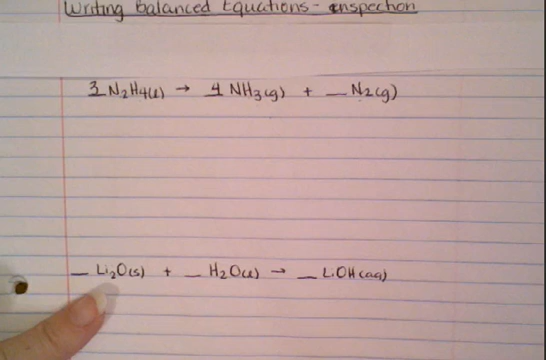 Writing Balanced Equations - Inspection
3 N2H4(l) → 4 NH3(g) + __ N2(g)
__ Li2O(s) + __ H2O(l) → __ LiOH(aq)